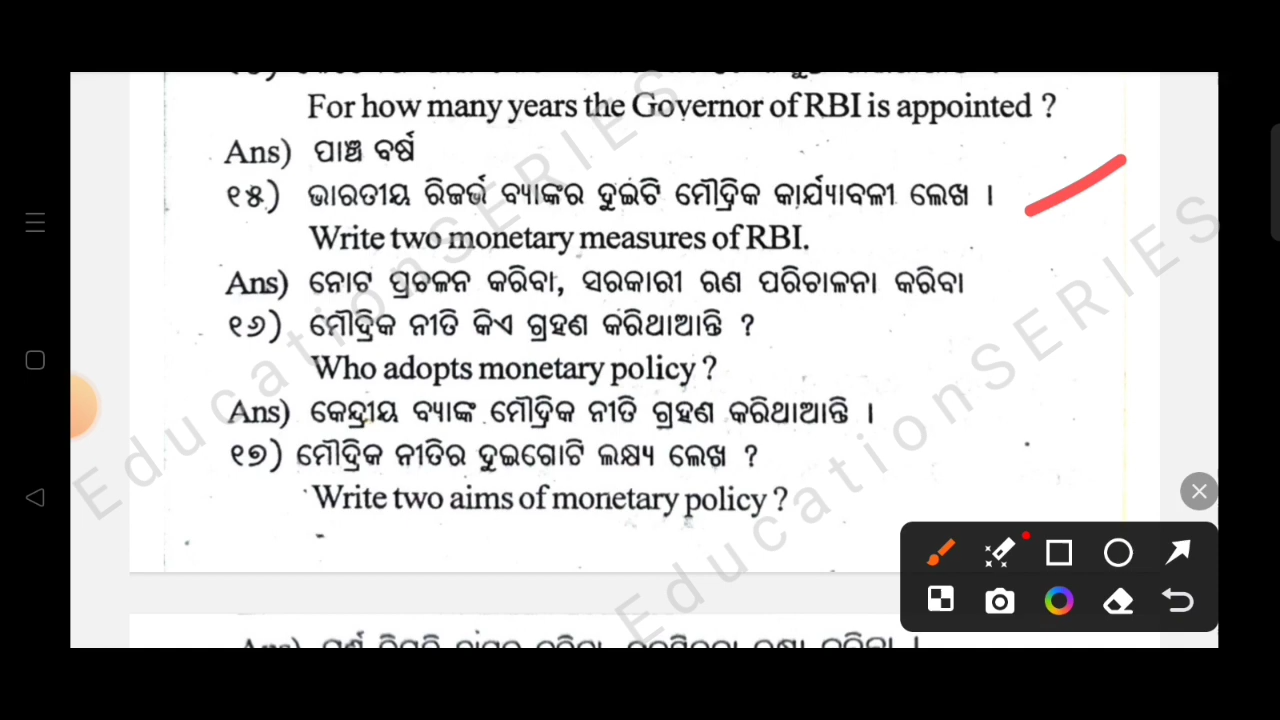 For how many years the Governor of RBI is appointed ?
Ans) ପାଞ୍ଚ ବର୍ଷ
୧୫) ଭାରତୀୟ ରିଜର୍ଭ ବ୍ୟାଙ୍କର ଦୁଇଟି ମୌଦ୍ରିକ କାର୍ଯ୍ୟାବଳୀ ଲେଖ ।
Write two monetary measures of RBI.
Ans) ନୋଟ ପ୍ରଚଳନ କରିବା, ସରକାରୀ ଋଣ ପରିଚାଳନା କରିବା
୧୬) ମୌଦ୍ରିକ ନୀତି କିଏ ଗ୍ରହଣ କରିଥାଆନ୍ତି ?
Who adopts monetary policy ?
Ans) କେନ୍ଦ୍ରୀୟ ବ୍ୟାଙ୍କ ମୌଦ୍ରିକ ନୀତି ଗ୍ରହଣ କରିଥାଆନ୍ତି ।
୧୭) ମୌଦ୍ରିକ ନୀତିର ଦୁଇଗୋଟି ଲକ୍ଷ୍ୟ ଲେଖ ?
Write two aims of monetary policy ?
EducationSERIES
EducationSERIES